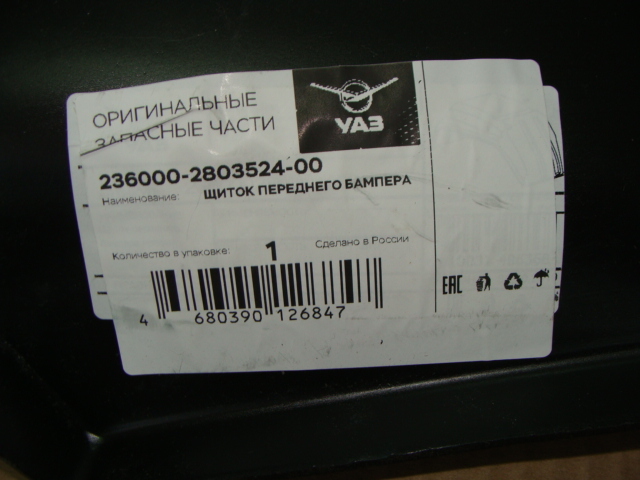 ОРИГИНАЛЬНЫЕ
ЗАПАСНЫЕ ЧАСТИ
УАЗ
236000-2803524-00
Наименование: ЩИТОК ПЕРЕДНЕГО БАМПЕРА
Количество в упаковке: 1 Сделано в России
EAC
4 680390 126847